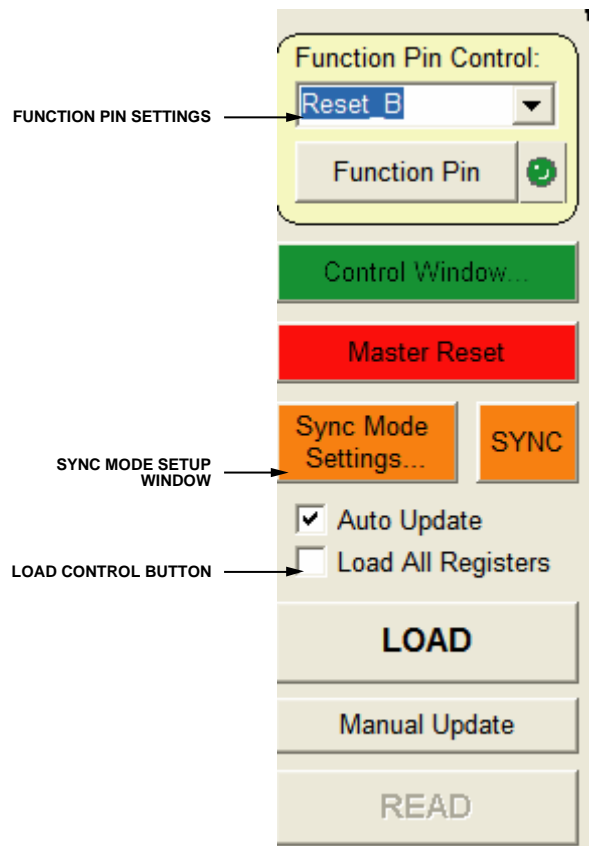 Function Pin Control:
FUNCTION PIN SETTINGS
Reset_B
Function Pin
Control Window...
Master Reset
Sync Mode
Settings...
SYNC
SYNC MODE SETUP
WINDOW
Auto Update
LOAD CONTROL BUTTON
Load All Registers
LOAD
Manual Update
READ